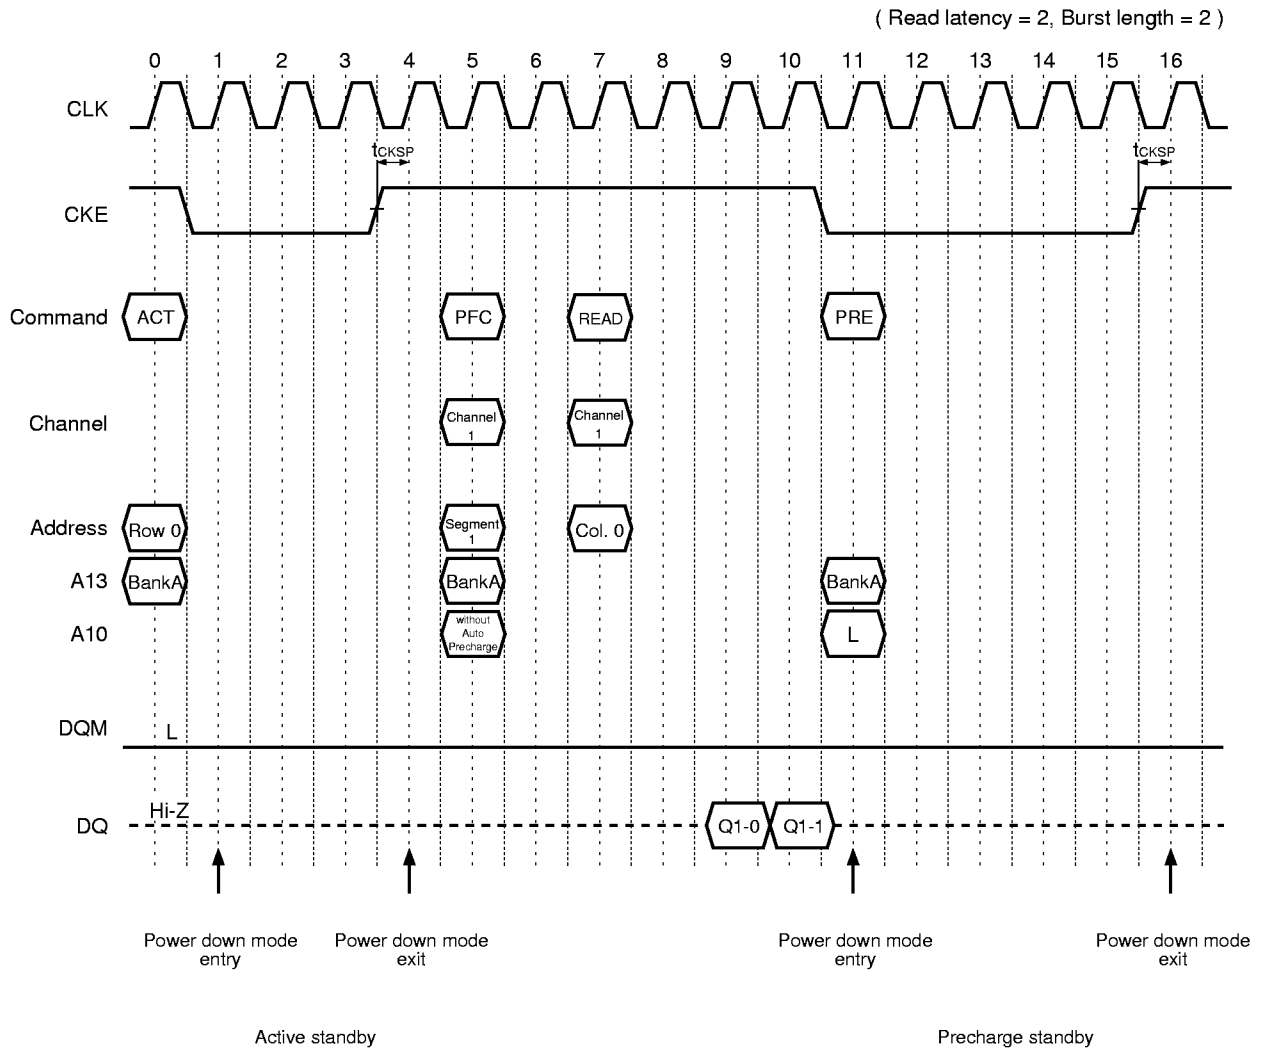 ( Read latency = 2, Burst length = 2 )
0 1 2 3 4 5 6 7 8 9 10 11 12 13 14 15 16
CLK
tCKSP tCKSP
CKE
Command ACT PFC READ PRE
Channel Channel 1 Channel 1
Address Row 0 Segment 1 Col. 0
A13 BankA BankA BankA
A10 without Auto Precharge L
DQM L
Hi-Z
DQ Q1-0 Q1-1
Power down mode entry
Power down mode exit
Power down mode entry
Power down mode exit
Active standby Precharge standby